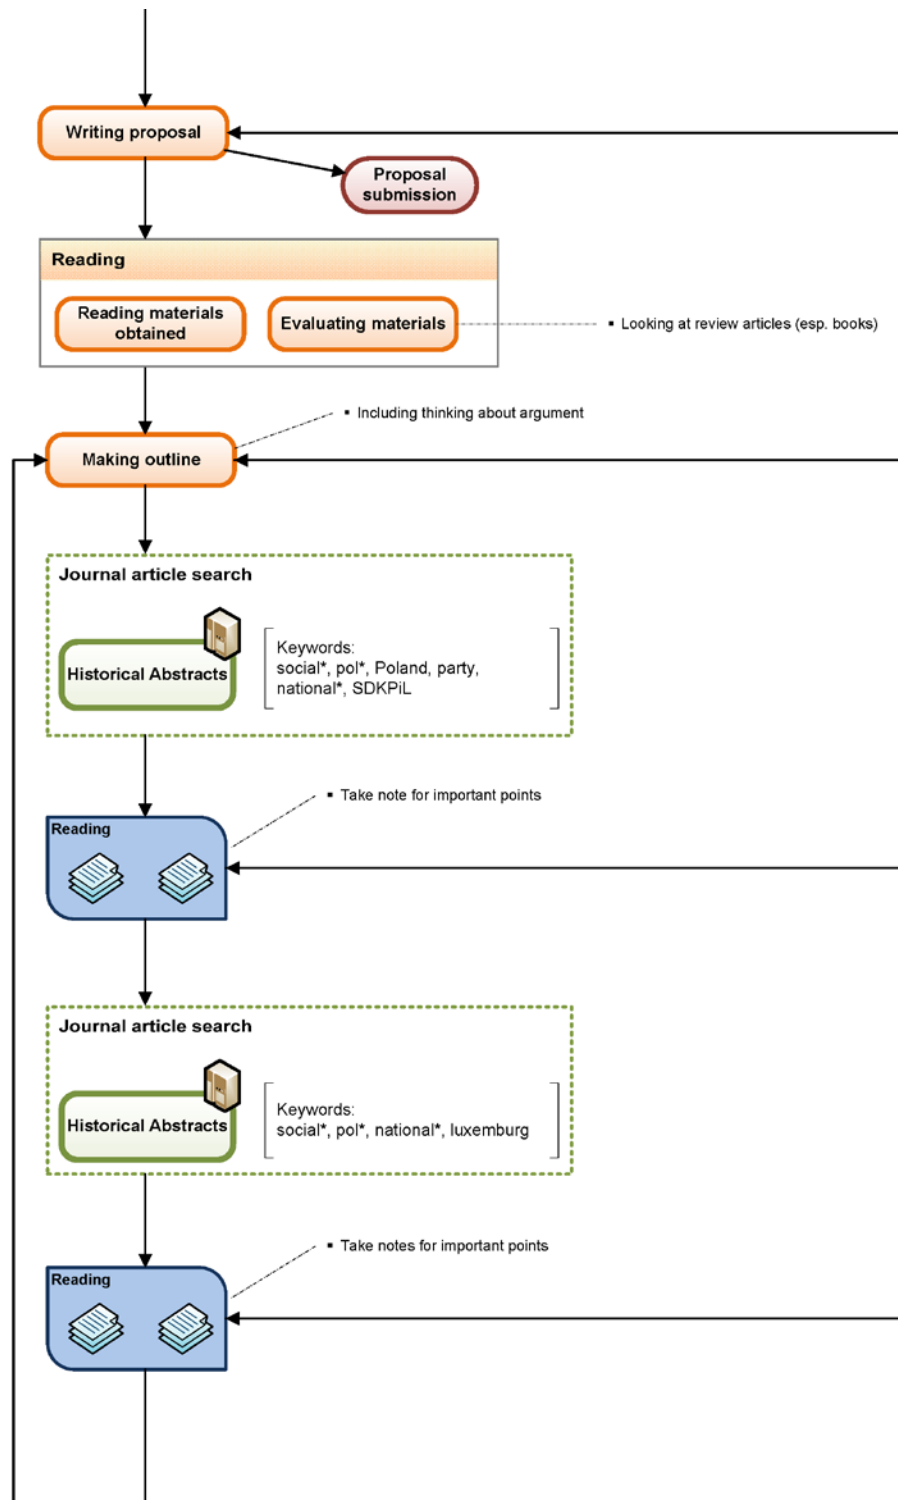 Writing proposal
Proposal
submission
Reading
Reading materials
obtained
Evaluating materials
▪ Looking at review articles (esp. books)
▪ Including thinking about argument
Making outline
Journal article search
Historical Abstracts
Keywords:
social*, pol*, Poland, party,
national*, SDKPiL
▪ Take note for important points
Reading
Journal article search
Historical Abstracts
Keywords:
social*, pol*, national*, luxemburg
▪ Take notes for important points
Reading